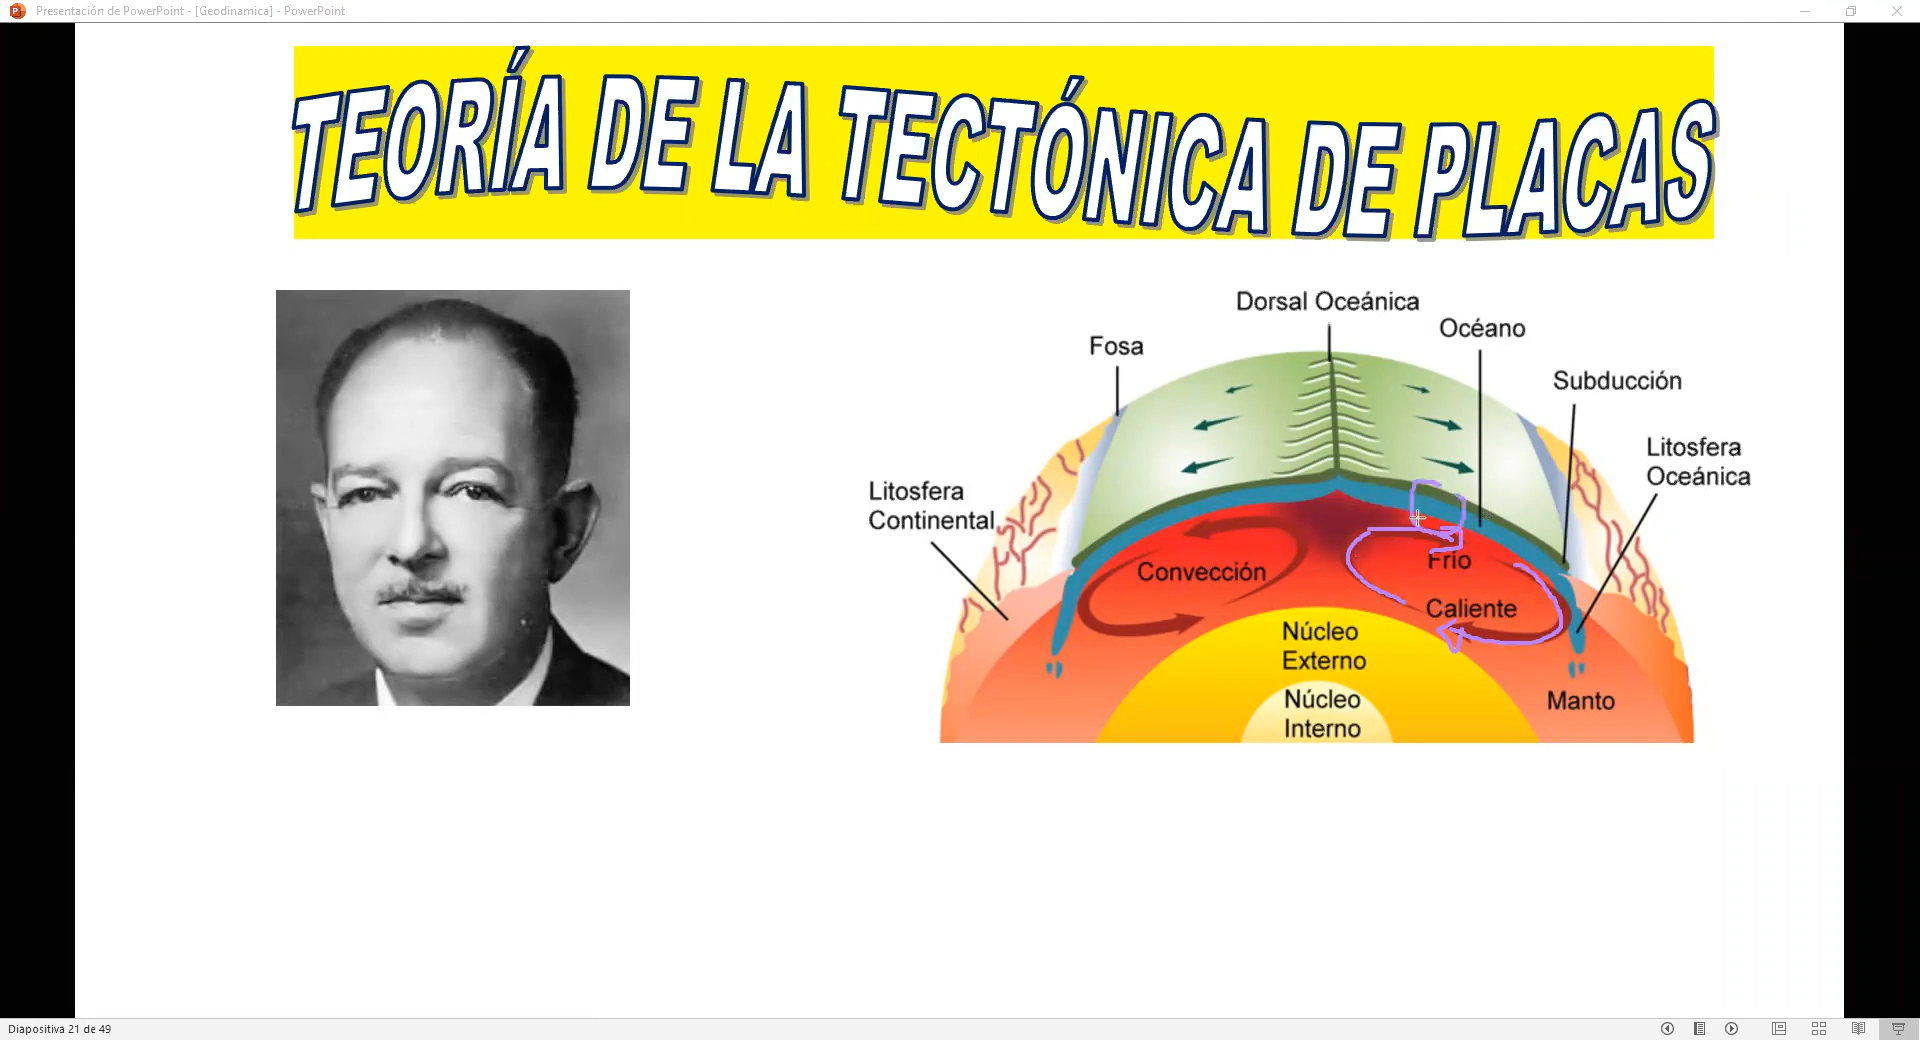 Presentación de PowerPoint - [Geodinamica] - PowerPoint
TEORÍA DE LA TECTÓNICA DE PLACAS
Dorsal Oceánica
Océano
Fosa
Subducción
Litosfera
Oceánica
Litosfera
Continental
Convección
Frío
Caliente
Núcleo
Externo
Manto
Núcleo
Interno
Diapositiva 21 de 49